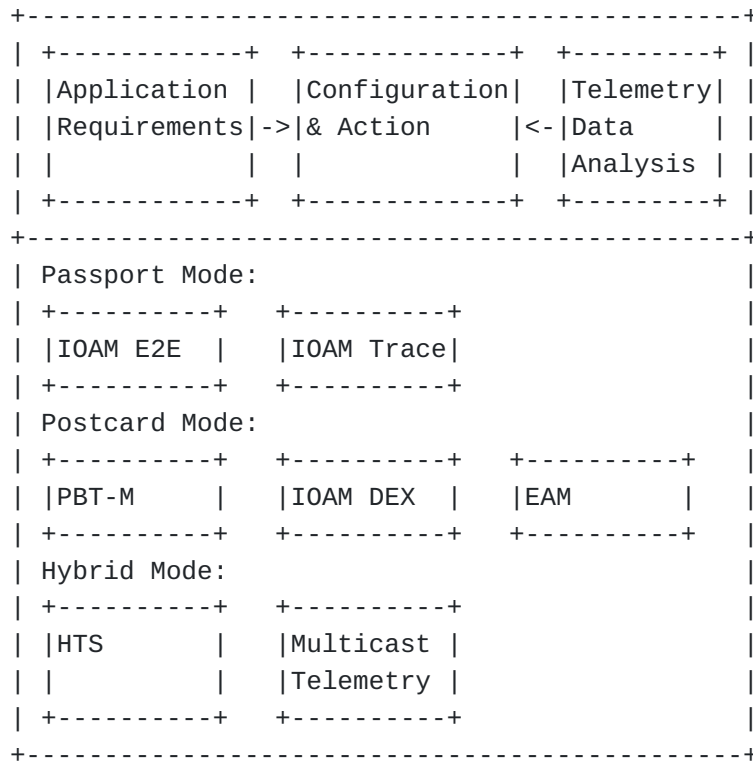 +----------------------------------------------+
| +------------+  +-------------+  +---------+ |
| |Application |  |Configuration|  |Telemetry| |
| |Requirements|->|& Action     |<-|Data     | |
| |            |  |             |  |Analysis | |
| +------------+  +-------------+  +---------+ |
+----------------------------------------------+
| Passport Mode:                               |
| +----------+   +----------+                  |
| |IOAM E2E  |   |IOAM Trace|                  |
| +----------+   +----------+                  |
| Postcard Mode:                               |
| +----------+   +----------+   +----------+   |
| |PBT-M     |   |IOAM DEX  |   |EAM       |   |
| +----------+   +----------+   +----------+   |
| Hybrid Mode:                                 |
| +----------+   +----------+                  |
| |HTS       |   |Multicast |                  |
| |          |   |Telemetry |                  |
| +----------+   +----------+                  |
+----------------------------------------------+